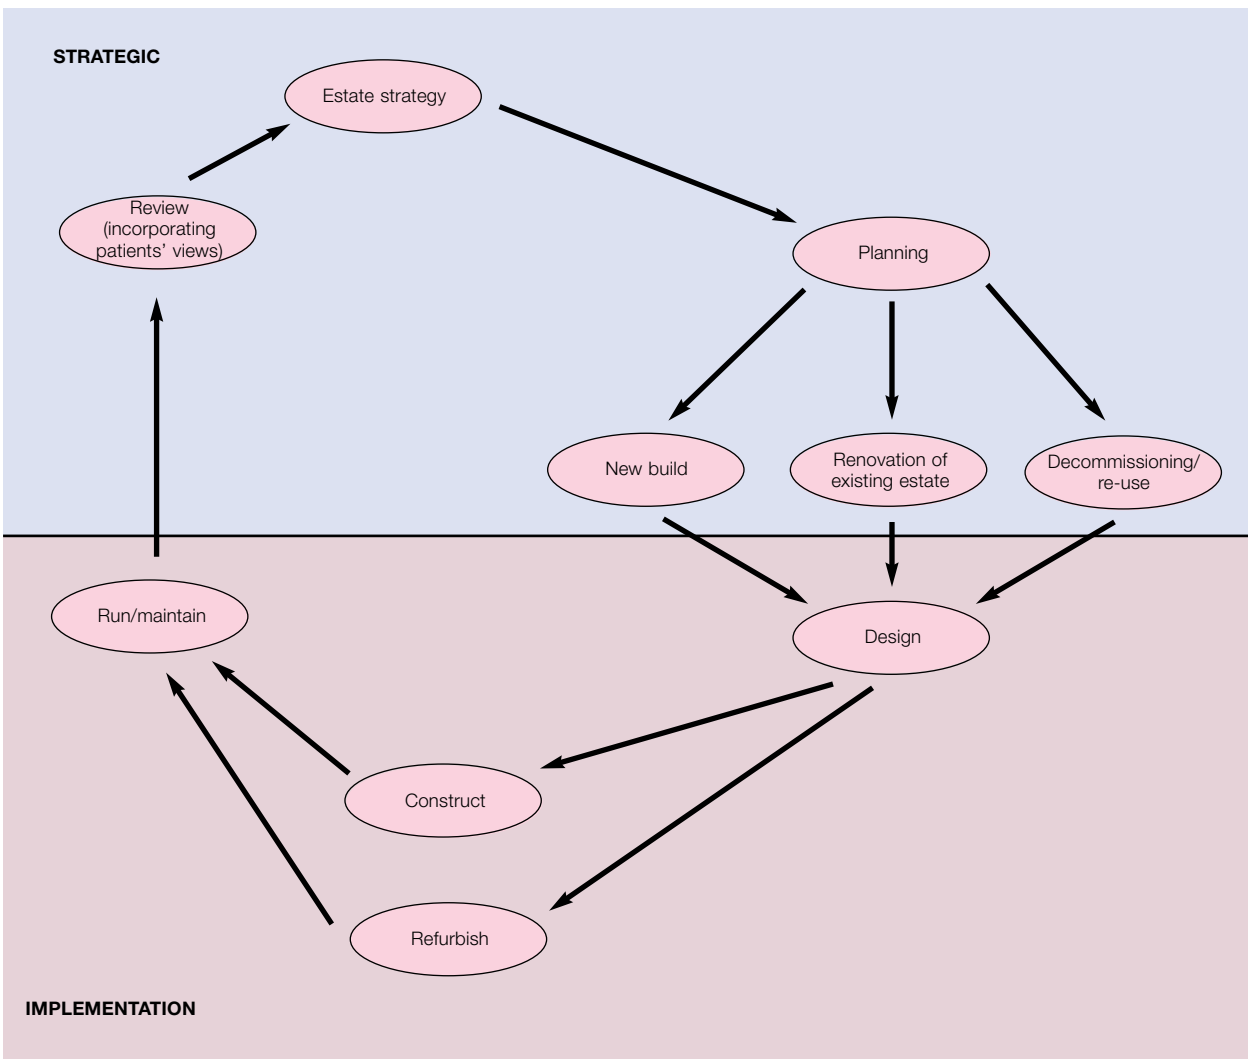 STRATEGIC
Estate strategy
Review
(incorporating
patients’ views)
Planning
New build
Renovation of
existing estate
Decommissioning/
re-use
Run/maintain
Design
Construct
Refurbish
IMPLEMENTATION